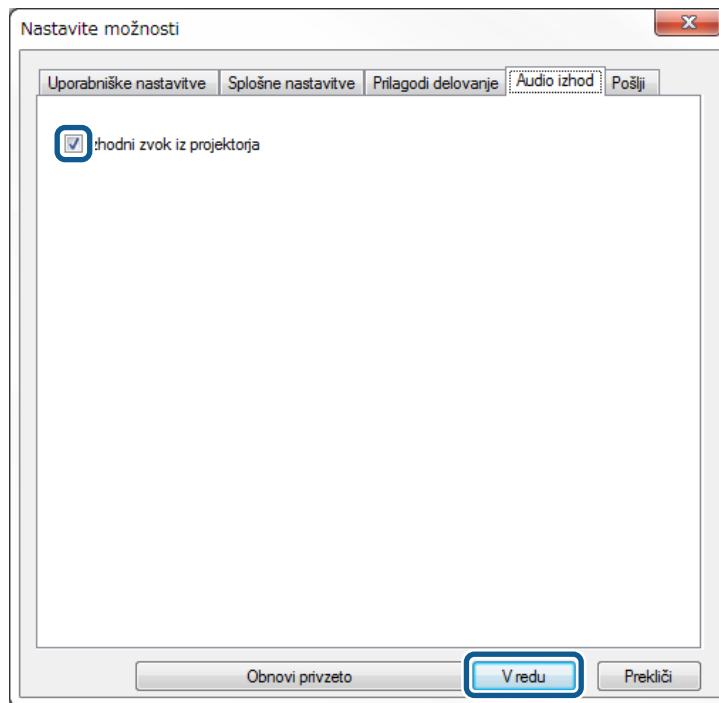 Nastavite možnosti
Uporabniške nastavitve Splošne nastavitve Prilagodi delovanje Audio izhod Pošlji
zhodni zvok iz projektorja
Obnovi privzeto V redu Prekliči